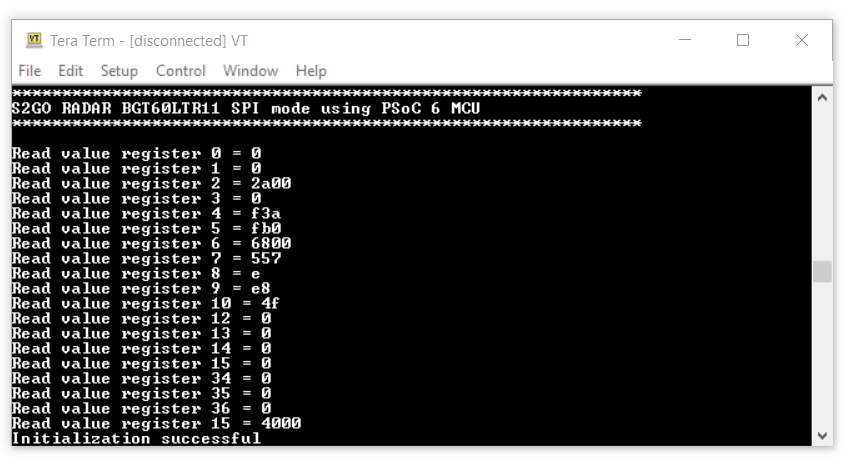 Tera Term - [disconnected] VT
File Edit Setup Control Window Help
***************************************************************
S2GO RADAR BGT60LTR11 SPI mode using PSoC 6 MCU
***************************************************************
Read value register 0 = 0
Read value register 1 = 0
Read value register 2 = 2a00
Read value register 3 = 0
Read value register 4 = f3a
Read value register 5 = fb0
Read value register 6 = 6800
Read value register 7 = 557
Read value register 8 = e
Read value register 9 = e8
Read value register 10 = 4f
Read value register 12 = 0
Read value register 13 = 0
Read value register 14 = 0
Read value register 15 = 0
Read value register 34 = 0
Read value register 35 = 0
Read value register 36 = 0
Read value register 15 = 4000
Initialization successful